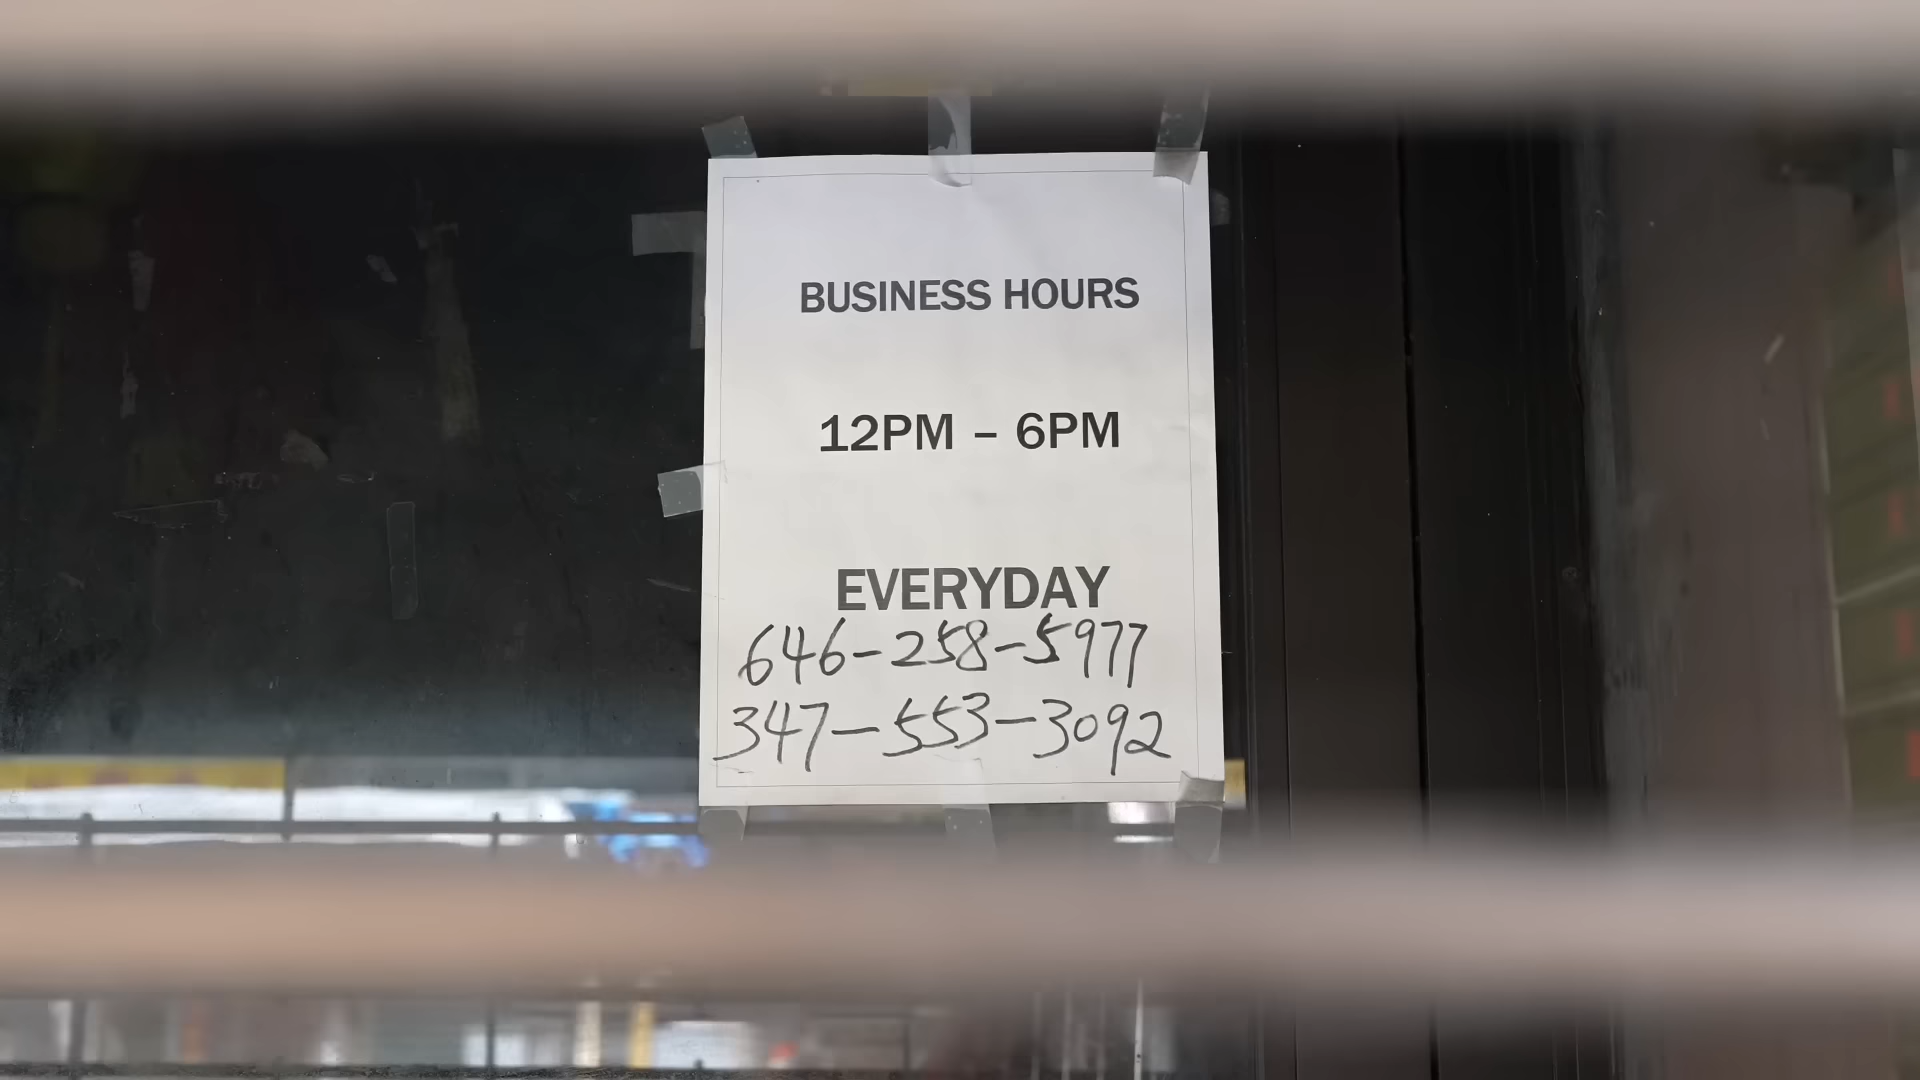 BUSINESS HOURS
12PM – 6PM
EVERYDAY
646-258-5977
347-553-3092